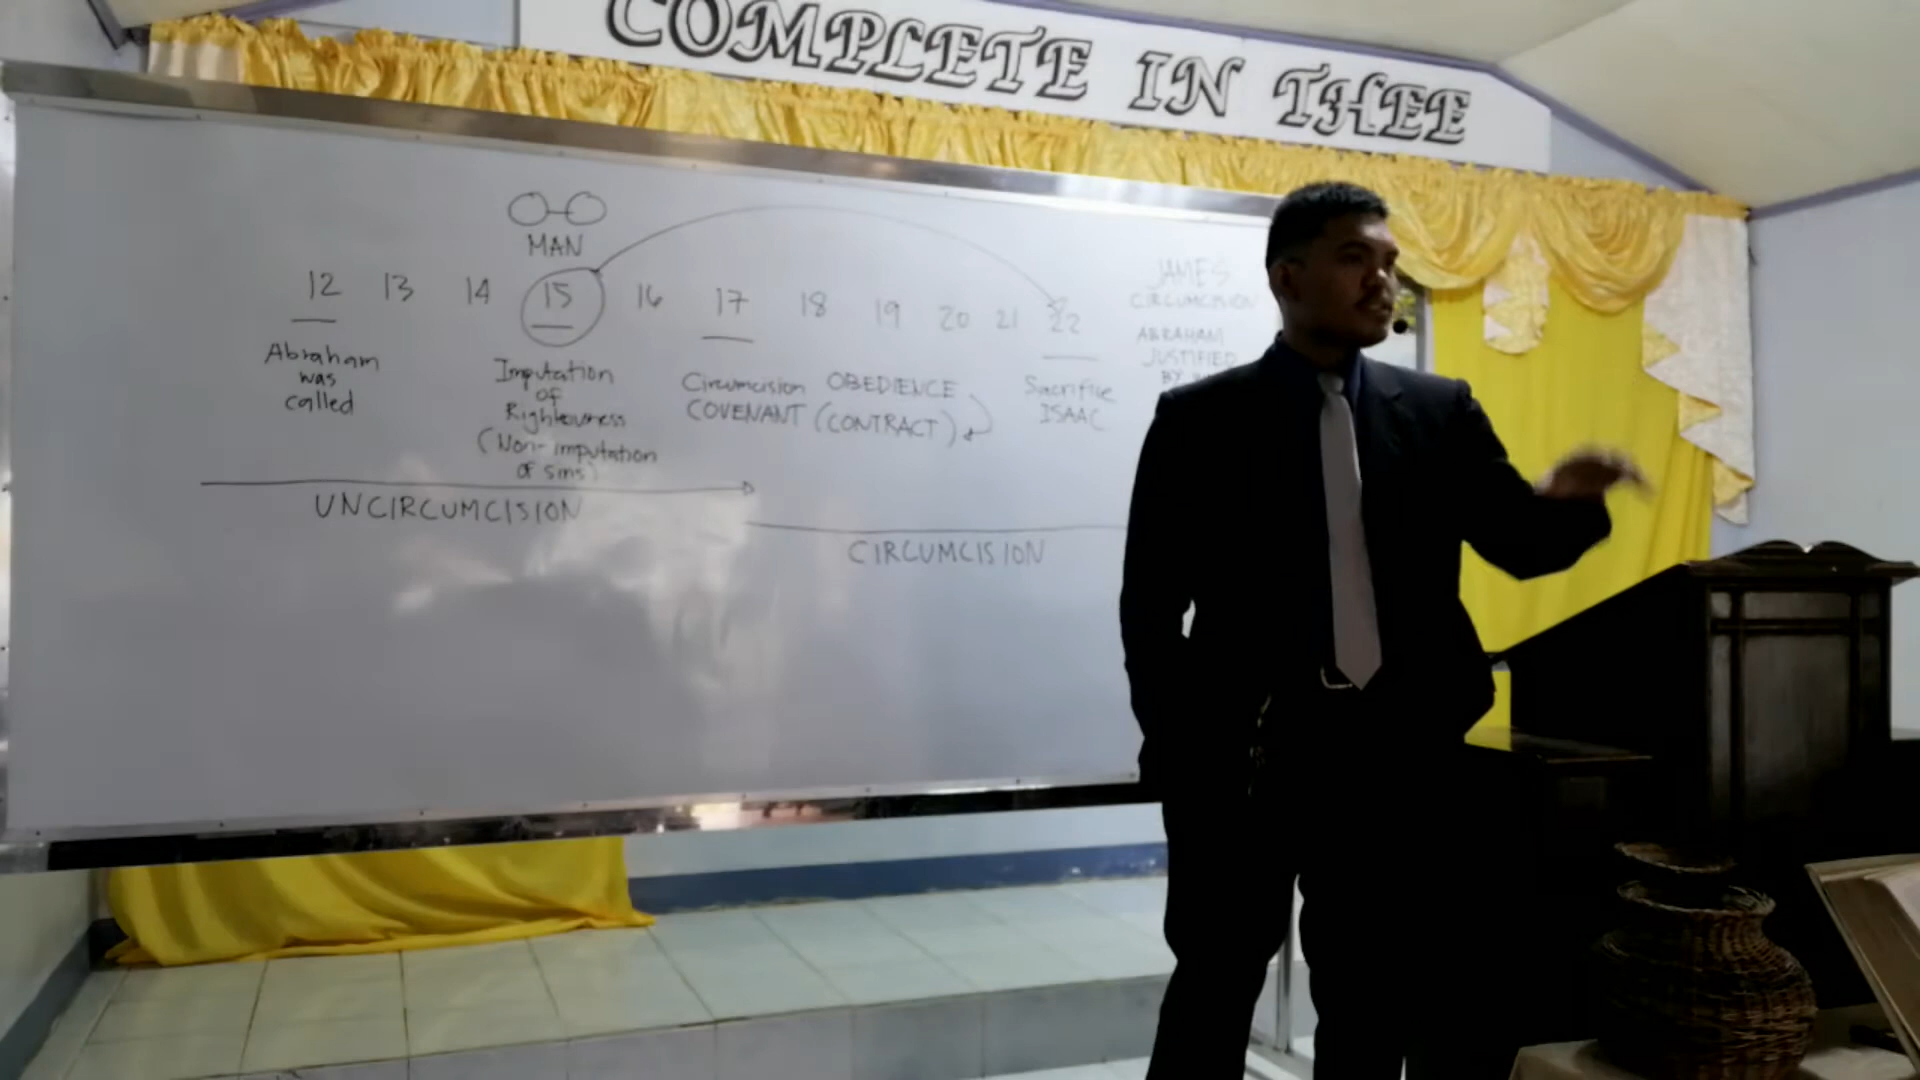 COMPLETE IN THEE
MAN
12 13 14 15 16 17 18 19 20 21 22
Abraham
was
called
Imputation
of
Righteousness
(Non-imputation
of sins)
Circumcision
COVENANT
OBEDIENCE
(CONTRACT)
Sacrifice
ISAAC
JAMES
CIRCUMCISION
ABRAHAM
JUSTIFIED
BY
UNCIRCUMCISION
CIRCUMCISION